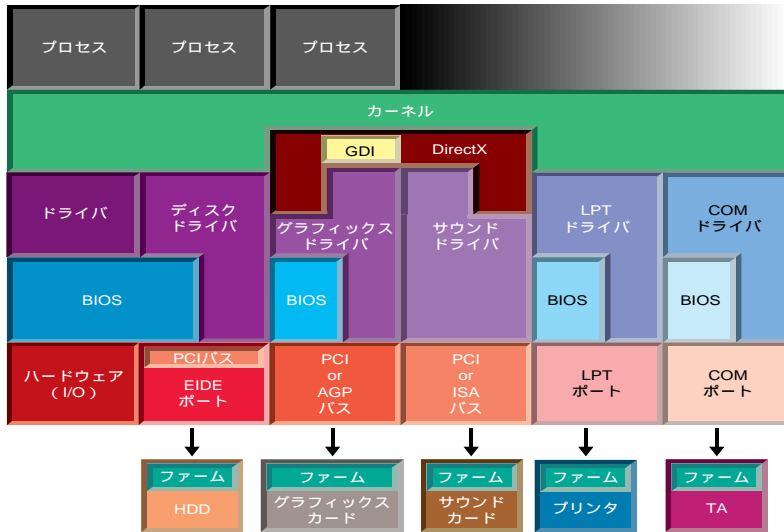 プロセス
プロセス
プロセス
カーネル
GDI
DirectX
ドライバ
ディスク
ドライバ
グラフィックス
ドライバ
サウンド
ドライバ
LPT
ドライバ
COM
ドライバ
BIOS
BIOS
BIOS
BIOS
ハードウェア
(I/O)
PCIバス
EIDE
ポート
PCI
or
AGP
バス
PCI
or
ISA
バス
LPT
ポート
COM
ポート
ファーム
HDD
ファーム
グラフィックス
カード
ファーム
サウンド
カード
ファーム
プリンタ
ファーム
TA